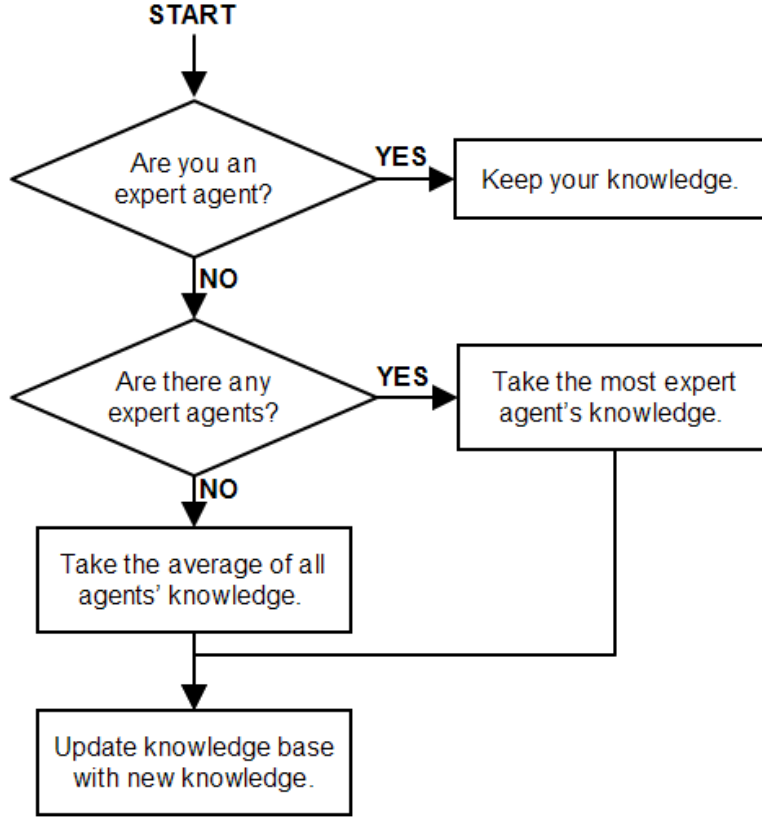 START
Are you an
expert agent?
YES
Keep your knowledge.
NO
Are there any
expert agents?
YES
Take the most expert
agent’s knowledge.
NO
Take the average of all
agents’ knowledge.
Update knowledge base
with new knowledge.